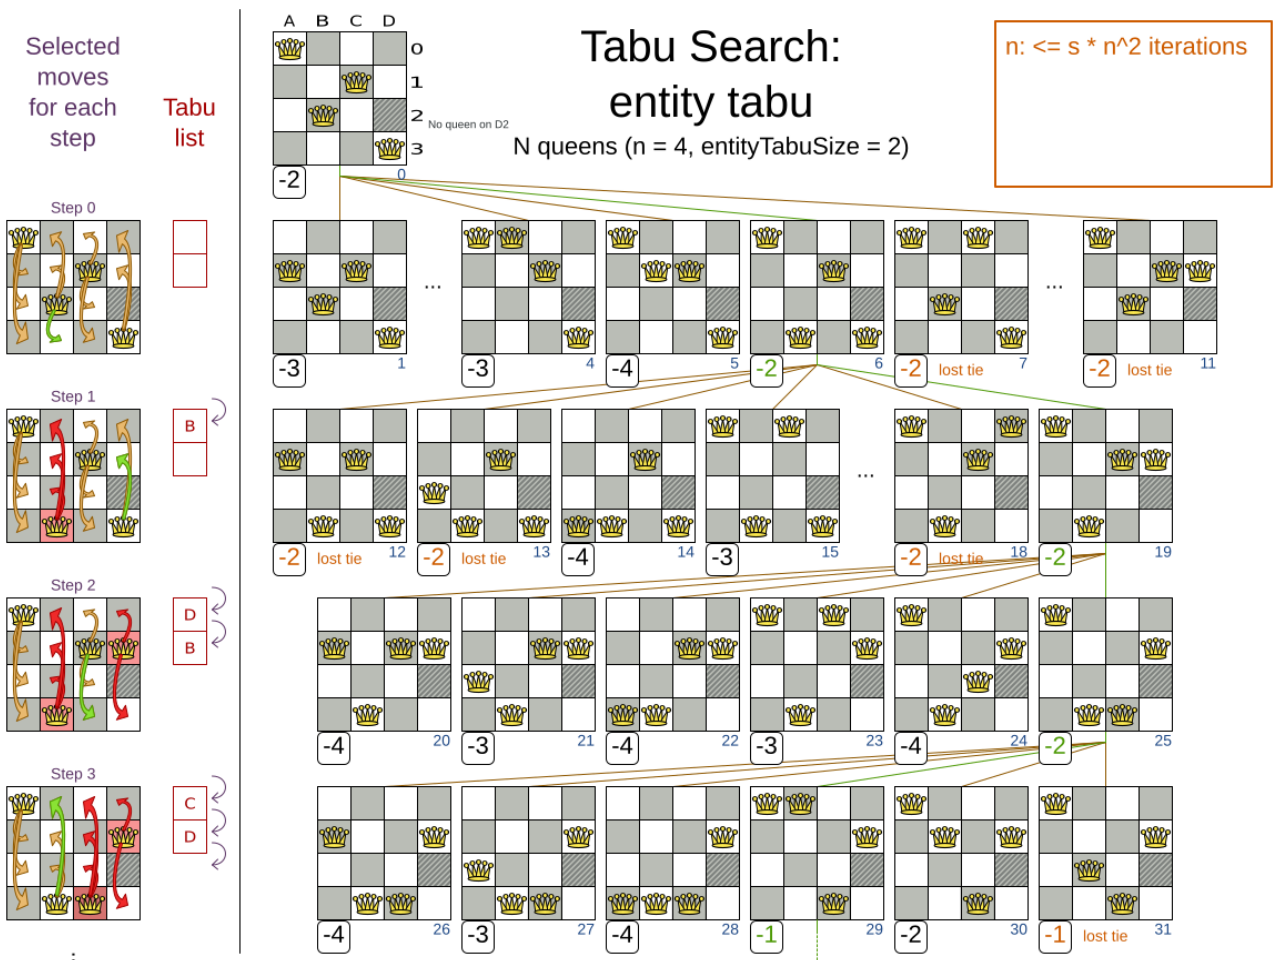 Selected
moves
for each
step
Tabu
list
A B C D
0
1
2
3
No queen on D2
-2
0
Tabu Search:
entity tabu
N queens (n = 4, entityTabuSize = 2)
n: <= s * n^2 iterations
Step 0
...
...
-3
1
-3
4
-4
5
-2
6
-2
lost tie
7
-2
lost tie
11
Step 1
B
...
-2
lost tie
12
-2
lost tie
13
-4
14
-3
15
-2
lost tie
18
-2
19
Step 2
D
B
-4
20
-3
21
-4
22
-3
23
-4
24
-2
25
Step 3
C
D
-4
26
-3
27
-4
28
-1
29
-2
30
-1
lost tie
31